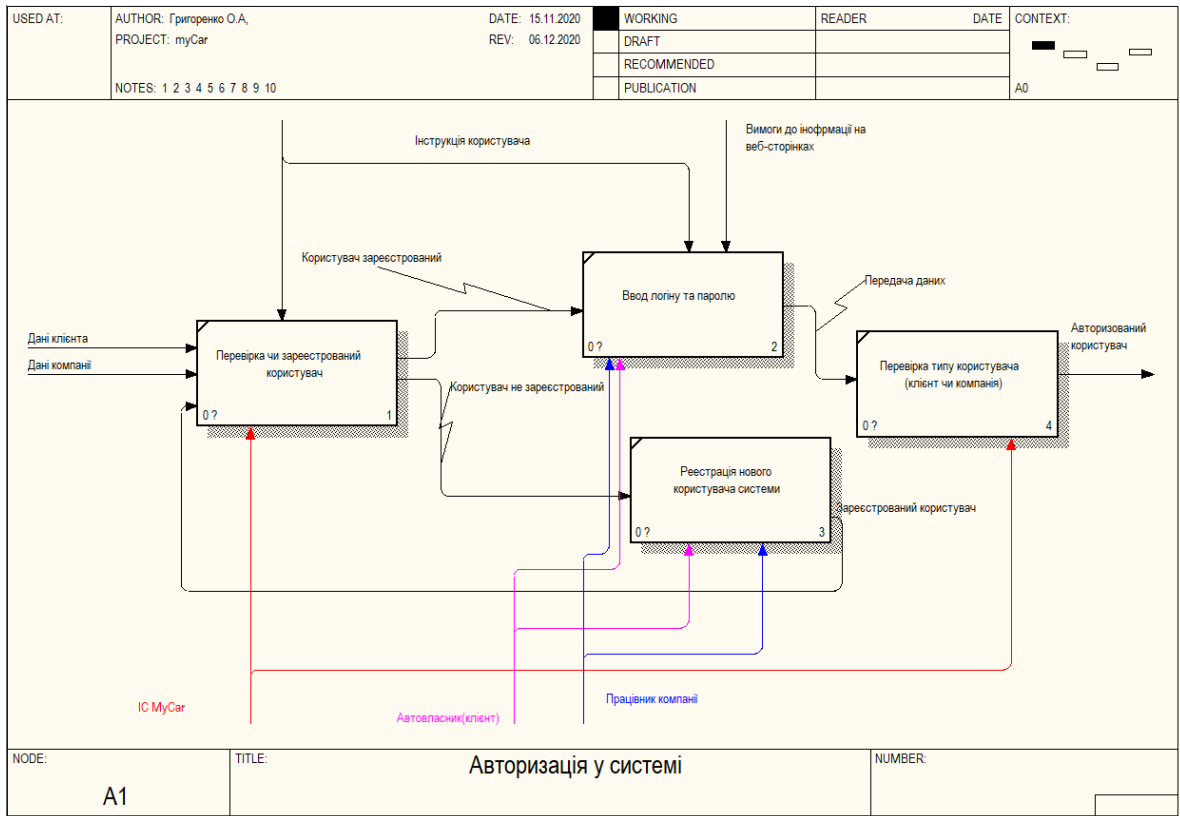 USED AT:
AUTHOR: Григоренко О.А,
DATE: 15.11.2020
PROJECT: myCar
REV: 06.12.2020
NOTES: 1 2 3 4 5 6 7 8 9 10
WORKING
DRAFT
RECOMMENDED
PUBLICATION
READER
DATE
CONTEXT:
A0
Інструкція користувача
Вимоги до інофрмації на
веб-сторінках
Користувач зареєстрований
Ввод логіну та паролю
0 ?
2
Передача даних
Дані клієнта
Дані компанії
Перевірка чи зареестрований
користувач
0 ?
1
Авторизований
користувач
Перевірка типу користувача
(клієнт чи компанія)
0 ?
4
Користувач не зареєстрований
Реестрація нового
користувача системи
0 ?
3
Зареєстрований користувач
ІС MyCar
Автовласник(клієнт)
Працівник компанії
NODE:
A1
TITLE:
Авторизація у системі
NUMBER: